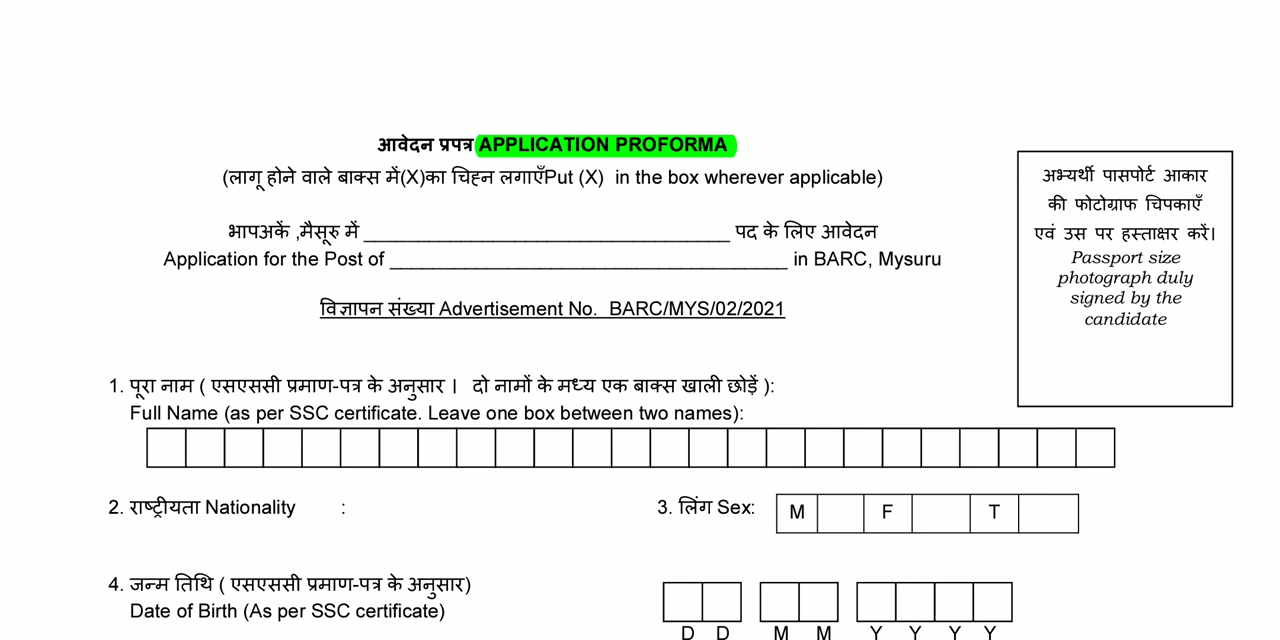 आवेदन प्रपत्र APPLICATION PROFORMA
(लागू होने वाले बाक्स में(X)का चिह्न लगाएँPut (X) in the box wherever applicable)
भापअकें ,मैसूरु में ______________________________ पद के लिए आवेदन
Application for the Post of ______________________________ in BARC, Mysuru
विज्ञापन संख्या Advertisement No. BARC/MYS/02/2021
अभ्यर्थी पासपोर्ट आकार
की फोटोग्राफ चिपकाएँ
एवं उस पर हस्ताक्षर करें।
Passport size
photograph duly
signed by the
candidate
1. पूरा नाम ( एसएससी प्रमाण-पत्र के अनुसार । दो नामों के मध्य एक बाक्स खाली छोड़ें ):
Full Name (as per SSC certificate. Leave one box between two names):
2. राष्ट्रीयता Nationality :
3. लिंग Sex: M F T
4. जन्म तिथि ( एसएससी प्रमाण-पत्र के अनुसार)
Date of Birth (As per SSC certificate)
D D M M Y Y Y Y